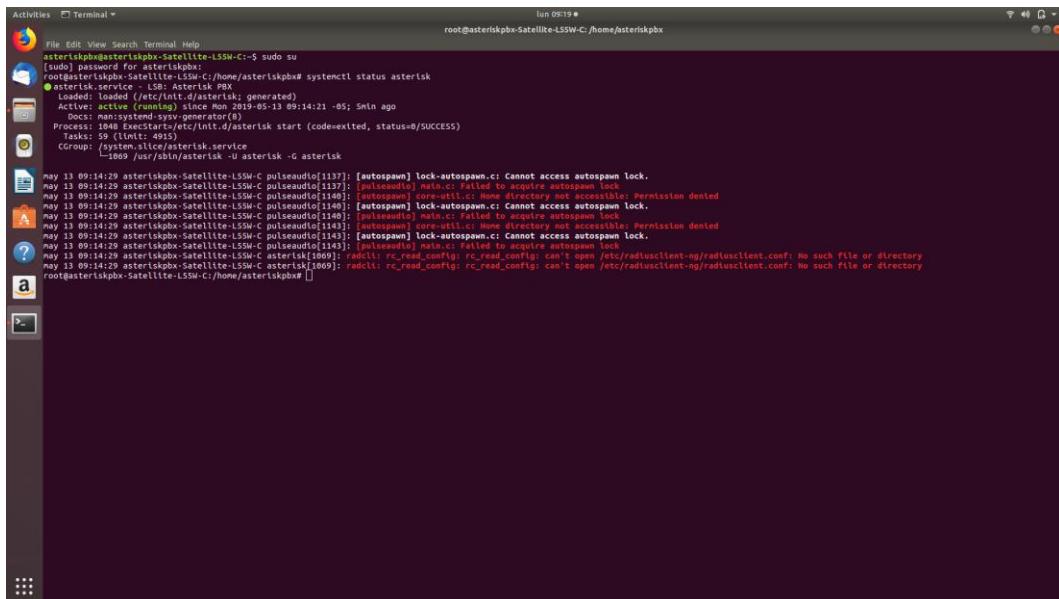 Activities Terminal lun 09:19
root@asteriskpbx-Satellite-L55W-C: /home/asteriskpbx
File Edit View Search Terminal Help
asteriskpbx@asteriskpbx-Satellite-L55W-C:~$ sudo su
[sudo] password for asteriskpbx:
root@asteriskpbx-Satellite-L55W-C:/home/asteriskpbx# systemctl status asterisk
● asterisk.service - LSB: Asterisk PBX
Loaded: loaded (/etc/init.d/asterisk; generated)
Active: active (running) since Mon 2019-05-13 09:14:21 -05; 5min ago
Docs: man:systemd-sysv-generator(8)
Process: 1048 ExecStart=/etc/init.d/asterisk start (code=exited, status=0/SUCCESS)
Tasks: 59 (limit: 4915)
CGroup: /system.slice/asterisk.service
└─1069 /usr/sbin/asterisk -U asterisk -G asterisk
may 13 09:14:29 asteriskpbx-Satellite-L55W-C pulseaudio[1137]: [autospawn] lock-autospawn.c: Cannot access autospawn lock.
may 13 09:14:29 asteriskpbx-Satellite-L55W-C pulseaudio[1137]: [pulseaudio] main.c: Failed to acquire autospawn lock
may 13 09:14:29 asteriskpbx-Satellite-L55W-C pulseaudio[1140]: [autospawn] core-util.c: Home directory not accessible: Permission denied
may 13 09:14:29 asteriskpbx-Satellite-L55W-C pulseaudio[1140]: [autospawn] lock-autospawn.c: Cannot access autospawn lock.
may 13 09:14:29 asteriskpbx-Satellite-L55W-C pulseaudio[1140]: [pulseaudio] main.c: Failed to acquire autospawn lock
may 13 09:14:29 asteriskpbx-Satellite-L55W-C pulseaudio[1143]: [autospawn] core-util.c: Home directory not accessible: Permission denied
may 13 09:14:29 asteriskpbx-Satellite-L55W-C pulseaudio[1143]: [autospawn] lock-autospawn.c: Cannot access autospawn lock.
may 13 09:14:29 asteriskpbx-Satellite-L55W-C pulseaudio[1143]: [pulseaudio] main.c: Failed to acquire autospawn lock
may 13 09:14:29 asteriskpbx-Satellite-L55W-C asterisk[1069]: radcli: rc_read_config: rc_read_config: can't open /etc/radiusclient-ng/radiusclient.conf: No such file or directory
may 13 09:14:29 asteriskpbx-Satellite-L55W-C asterisk[1069]: radcli: rc_read_config: rc_read_config: can't open /etc/radiusclient-ng/radiusclient.conf: No such file or directory
root@asteriskpbx-Satellite-L55W-C:/home/asteriskpbx#